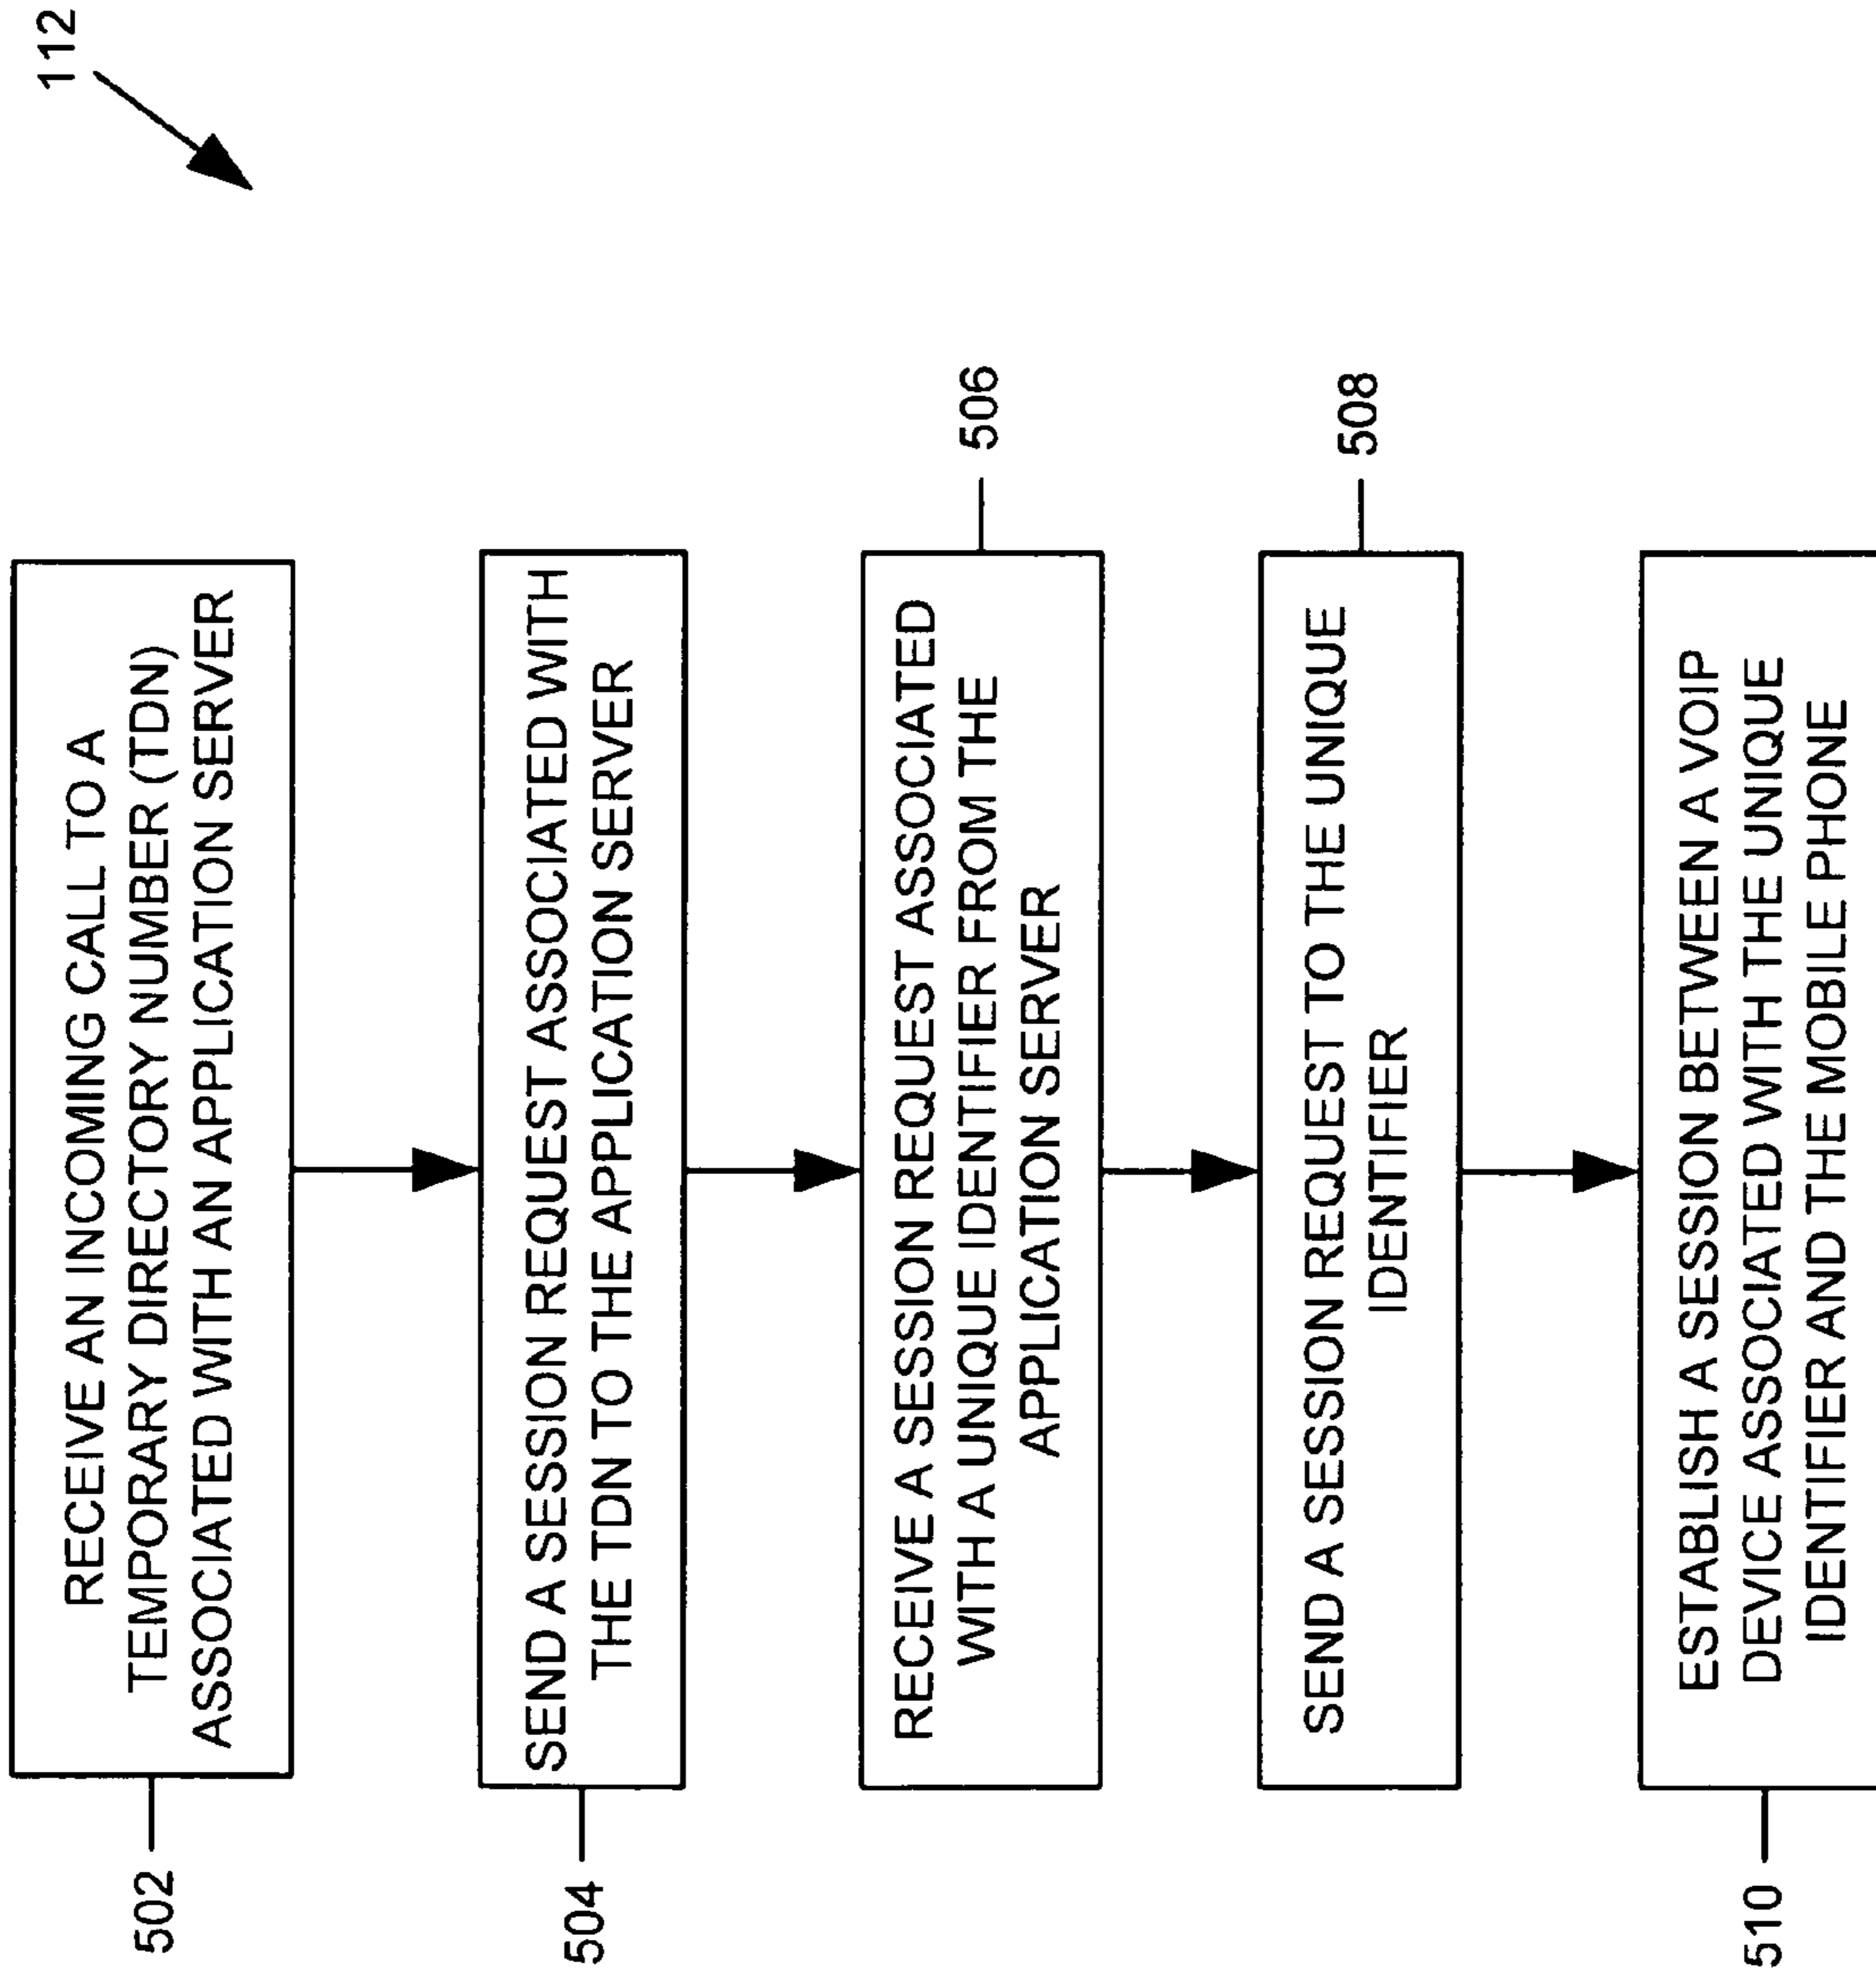 112
RECEIVE AN INCOMING CALL TO A
TEMPORARY DIRECTORY NUMBER (TDN)
ASSOCIATED WITH AN APPLICATION SERVER
502
SEND A SESSION REQUEST ASSOCIATED WITH
THE TDN TO THE APPLICATION SERVER
504
RECEIVE A SESSION REQUEST ASSOCIATED
WITH A UNIQUE IDENTIFIER FROM THE
APPLICATION SERVER
506
SEND A SESSION REQUEST TO THE UNIQUE
IDENTIFIER
508
ESTABLISH A SESSION BETWEEN A VOIP
DEVICE ASSOCIATED WITH THE UNIQUE
IDENTIFIER AND THE MOBILE PHONE
510